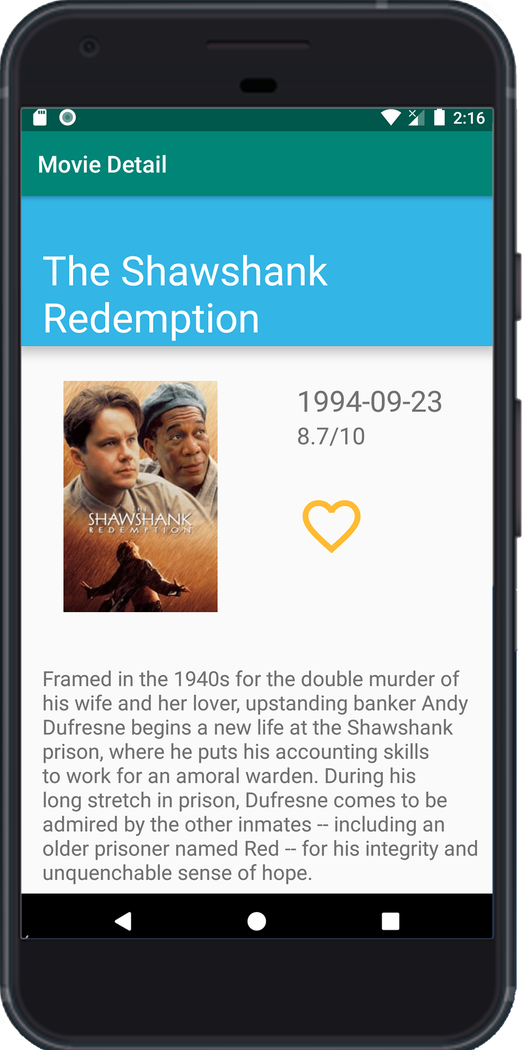 2:16
Movie Detail
The Shawshank
Redemption
1994-09-23
8.7/10
THE
SHAWSHANK
REDEMPTION
Framed in the 1940s for the double murder of
his wife and her lover, upstanding banker Andy
Dufresne begins a new life at the Shawshank
prison, where he puts his accounting skills
to work for an amoral warden. During his
long stretch in prison, Dufresne comes to be
admired by the other inmates -- including an
older prisoner named Red -- for his integrity and
unquenchable sense of hope.